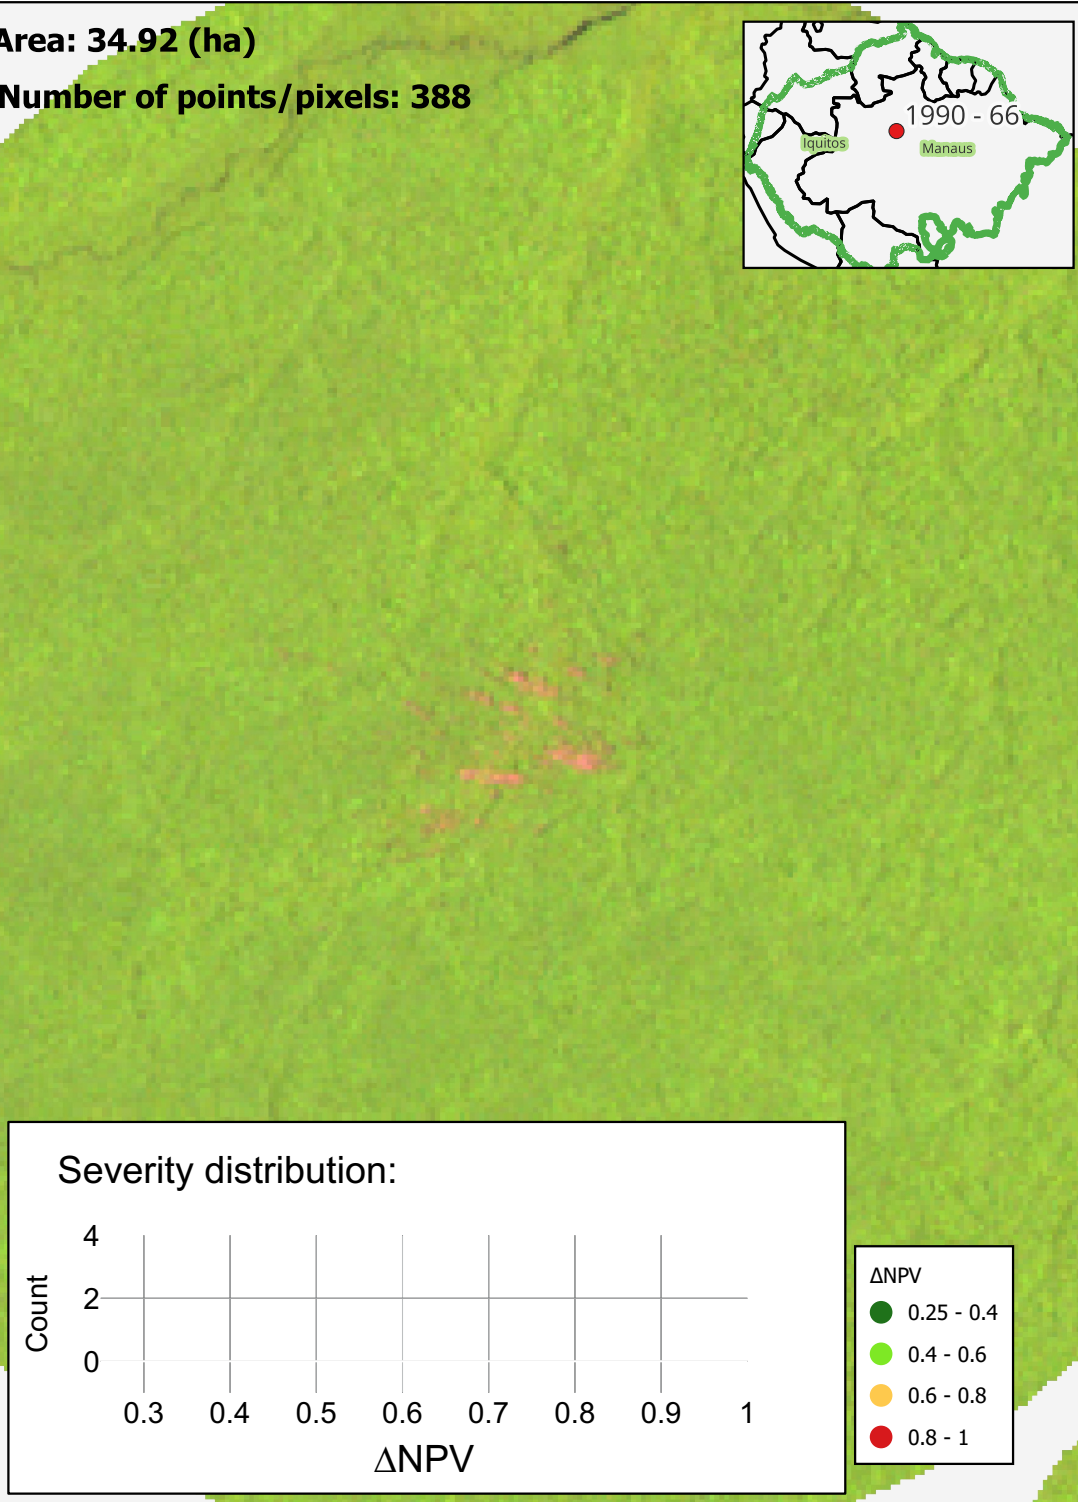 Area: 34.92 (ha)
Number of points/pixels: 388
1990 - 66
Iquitos
Manaus
Severity distribution:
4
2
0
Count
0.3 0.4 0.5 0.6 0.7 0.8 0.9 1
ΔNPV
ΔNPV
0.25 - 0.4
0.4 - 0.6
0.6 - 0.8
0.8 - 1